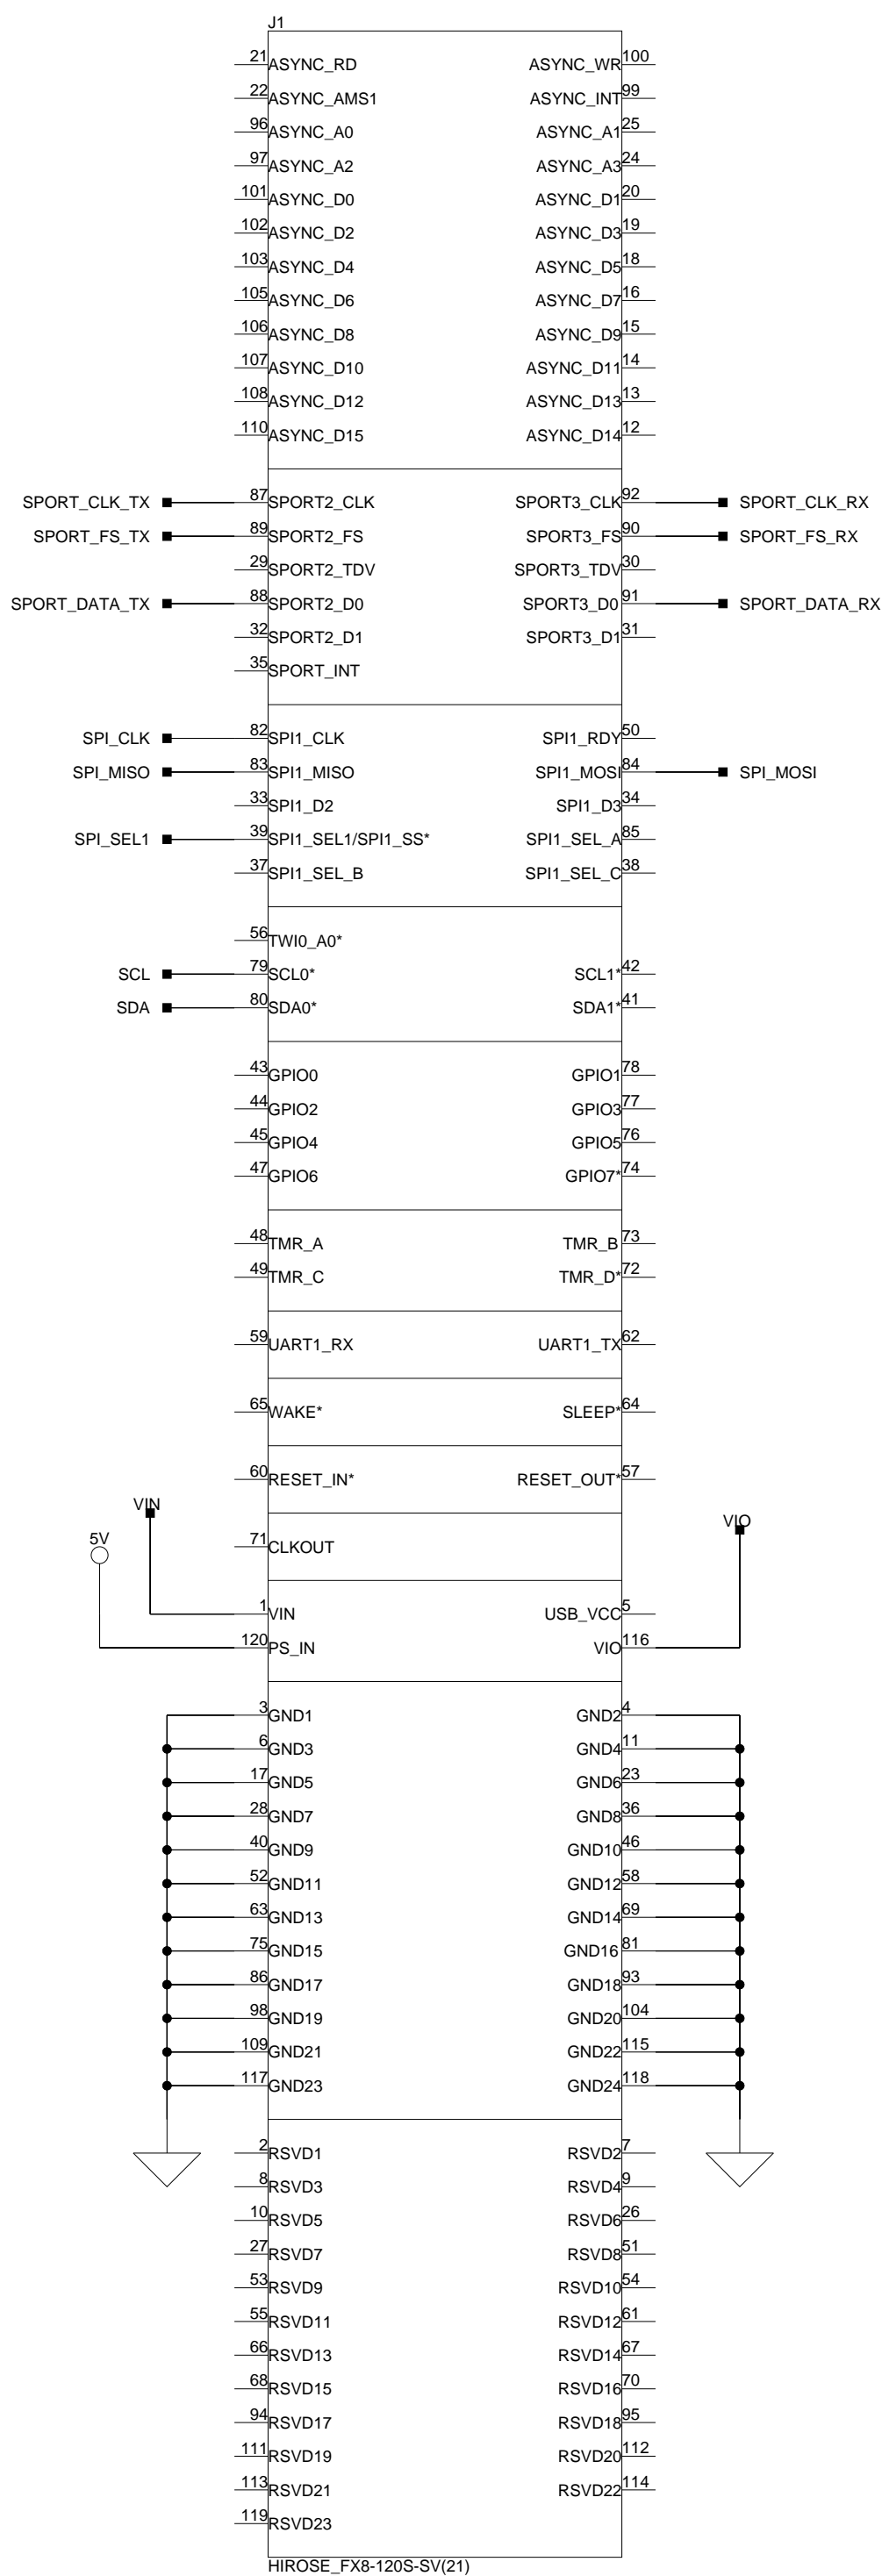 J1
21 ASYNC_RD ASYNC_WR 100
22 ASYNC_AMS1 ASYNC_INT 99
96 ASYNC_A0 ASYNC_A1 25
97 ASYNC_A2 ASYNC_A3 24
101 ASYNC_D0 ASYNC_D1 20
102 ASYNC_D2 ASYNC_D3 19
103 ASYNC_D4 ASYNC_D5 18
105 ASYNC_D6 ASYNC_D7 16
106 ASYNC_D8 ASYNC_D9 15
107 ASYNC_D10 ASYNC_D11 14
108 ASYNC_D12 ASYNC_D13 13
110 ASYNC_D15 ASYNC_D14 12
SPORT_CLK_TX 87 SPORT2_CLK SPORT3_CLK 92 SPORT_CLK_RX
SPORT_FS_TX 89 SPORT2_FS SPORT3_FS 90 SPORT_FS_RX
29 SPORT2_TDV SPORT3_TDV 30
SPORT_DATA_TX 88 SPORT2_D0 SPORT3_D0 91 SPORT_DATA_RX
32 SPORT2_D1 SPORT3_D1 31
35 SPORT_INT
SPI_CLK 82 SPI1_CLK SPI1_RDY 50
SPI_MISO 83 SPI1_MISO SPI1_MOSI 84 SPI_MOSI
33 SPI1_D2 SPI1_D3 34
SPI_SEL1 39 SPI1_SEL1/SPI1_SS* SPI1_SEL_A 85
37 SPI1_SEL_B SPI1_SEL_C 38
56 TWI0_A0*
SCL 79 SCL0* SCL1* 42
SDA 80 SDA0* SDA1* 41
43 GPIO0 GPIO1 78
44 GPIO2 GPIO3 77
45 GPIO4 GPIO5 76
47 GPIO6 GPIO7* 74
48 TMR_A TMR_B 73
49 TMR_C TMR_D* 72
59 UART1_RX UART1_TX 62
65 WAKE* SLEEP* 64
60 RESET_IN* RESET_OUT* 57
VIN
VIO
5V
71 CLKOUT
1 VIN USB_VCC 5
120 PS_IN VIO 116
3 GND1 GND2 4
6 GND3 GND4 11
17 GND5 GND6 23
28 GND7 GND8 36
40 GND9 GND10 46
52 GND11 GND12 58
63 GND13 GND14 69
75 GND15 GND16 81
86 GND17 GND18 93
98 GND19 GND20 104
109 GND21 GND22 115
117 GND23 GND24 118
2 RSVD1 RSVD2 7
8 RSVD3 RSVD4 9
10 RSVD5 RSVD6 26
27 RSVD7 RSVD8 51
53 RSVD9 RSVD10 54
55 RSVD11 RSVD12 61
66 RSVD13 RSVD14 67
68 RSVD15 RSVD16 70
94 RSVD17 RSVD18 95
111 RSVD19 RSVD20 112
113 RSVD21 RSVD22 114
119 RSVD23
HIROSE_FX8-120S-SV(21)